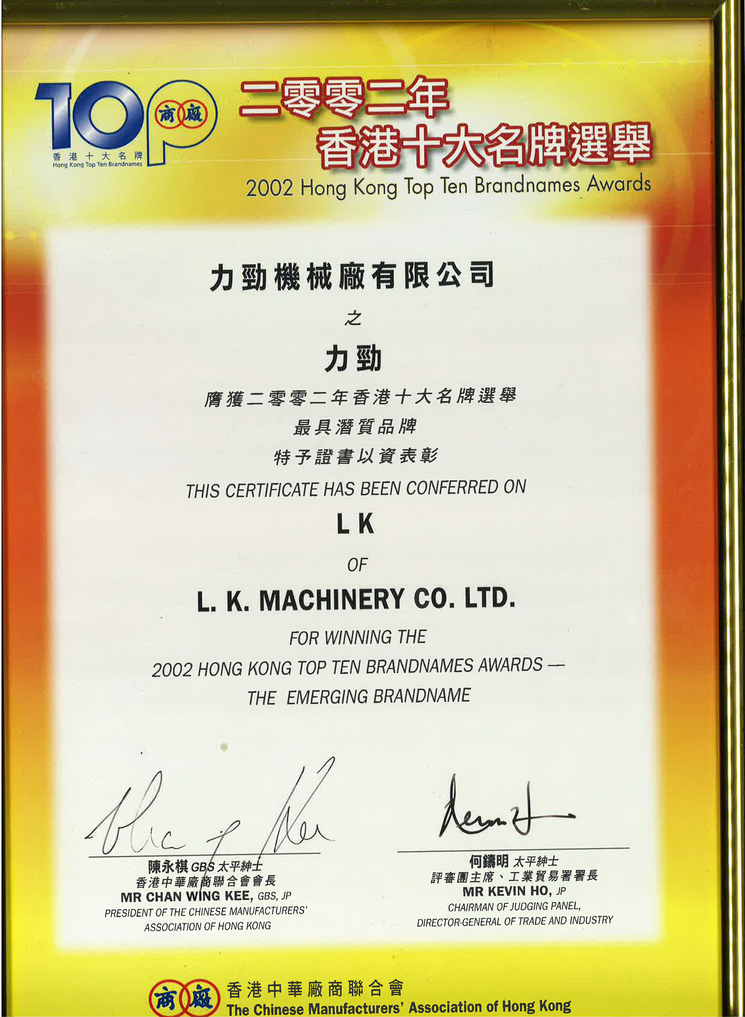 TOP
商 廠
香港十大名牌
Hong Kong Top Ten Brandnames
二零零二年
香港十大名牌選舉
2002 Hong Kong Top Ten Brandnames Awards
力勁機械廠有限公司
之
力勁
膺獲二零零二年香港十大名牌選舉
最具潛質品牌
特予證書以資表彰
THIS CERTIFICATE HAS BEEN CONFERRED ON
L K
OF
L. K. MACHINERY CO. LTD.
FOR WINNING THE
2002 HONG KONG TOP TEN BRANDNAMES AWARDS —
THE EMERGING BRANDNAME
陳永棋 GBS 太平紳士
香港中華廠商聯合會會長
MR CHAN WING KEE, GBS, JP
PRESIDENT OF THE CHINESE MANUFACTURERS'
ASSOCIATION OF HONG KONG
何鑄明 太平紳士
評審團主席、工業貿易署署長
MR KEVIN HO, JP
CHAIRMAN OF JUDGING PANEL,
DIRECTOR-GENERAL OF TRADE AND INDUSTRY
商 廠 香港中華廠商聯合會
The Chinese Manufacturers' Association of Hong Kong